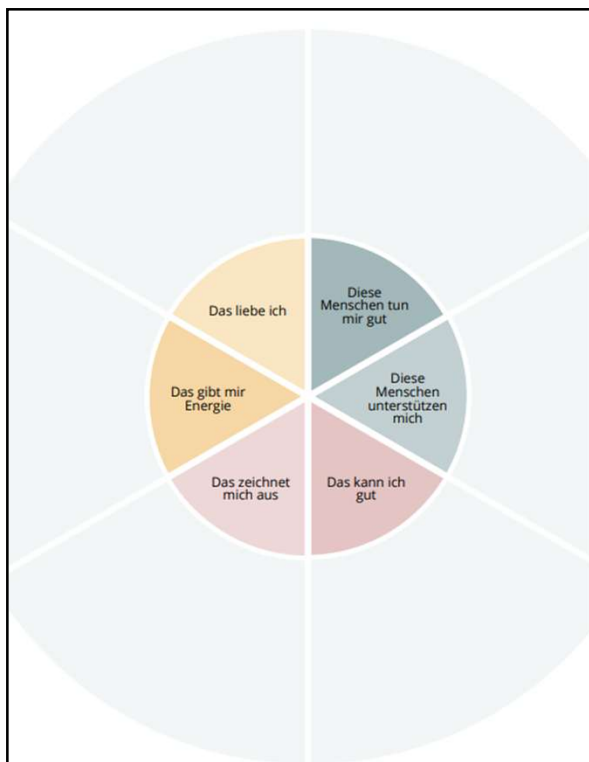 Das liebe ich
Diese
Menschen tun
mir gut
Das gibt mir
Energie
Diese
Menschen
unterstützen
mich
Das zeichnet
mich aus
Das kann ich
gut